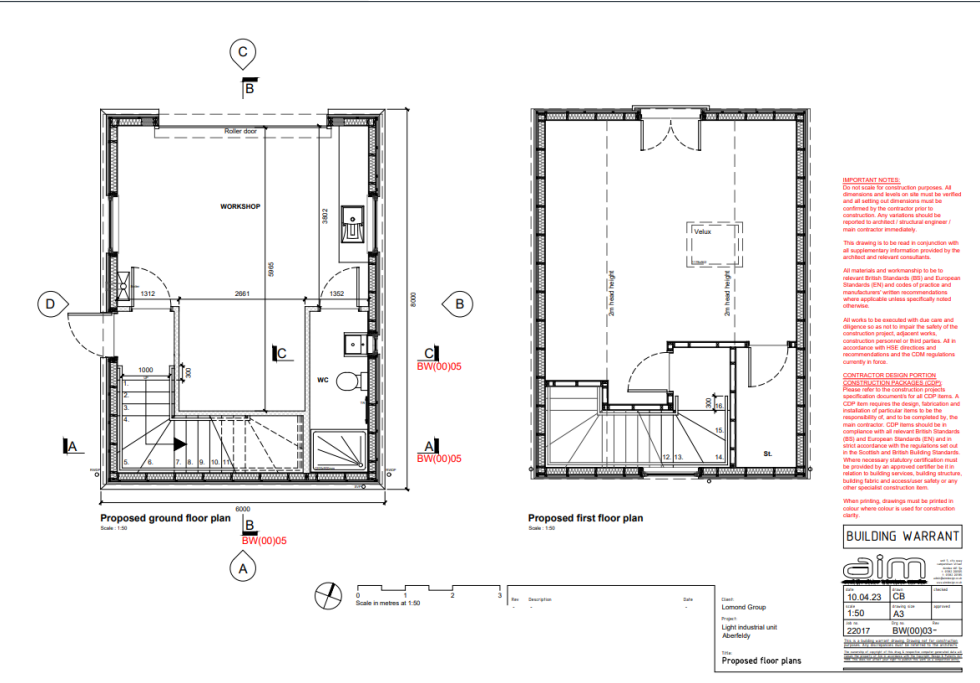 C
B
Roller door
WORKSHOP
3802
5965
8000
1312
2661
1352
D
B
1000
300
C
WC
C
BW(00)05
A
A
BW(00)05
1.
2.
3.
4.
5.
6.
7.
8.
9.
10.
11.
6000
Proposed ground floor plan
Scale : 1:50
B
BW(00)05
A
Velux
2m head height
2m head height
300
16.
15.
14.
12.
13.
St.
Proposed first floor plan
Scale : 1:50
0
1
2
3
Scale in metres at 1:50
IMPORTANT NOTES:
Do not scale for construction purposes. All
dimensions and levels on site must be verified
and all setting out dimensions must be
confirmed by the contractor prior to
construction. Any variations should be
reported to architect / structural engineer /
main contractor immediately.
This drawing is to be read in conjunction with
all supplementary information provided by the
architect and relevant consultants.
All materials and workmanship to be to
relevant British Standards (BS) and European
Standards (EN) and codes of practice and
manufacturers' written recommendations
where applicable unless specifically noted
otherwise.
All works to be executed with due care and
diligence so as not to impair the safety of the
construction project, adjacent works,
construction personnel or third parties. All in
accordance with HSE directives and
recommendations and the CDM regulations
currently in force.
CONTRACTOR DESIGN PORTION
CONSTRUCTION PACKAGES (CDP)
Please refer to the construction projects
specification document/s for all CDP items. A
CDP item requires the design, fabrication and
installation of particular items to be the
responsibility of, and to be completed by, the
main contractor. CDP items should be in
compliance with all relevant British Standards
(BS) and European Standards (EN) and in
strict accordance with the regulations set out
in the Scottish and British Building Standards.
Where necessary statutory certification must
be provided by an approved certifier be it in
relation to building services, building structure,
building fabric and access/user safety or any
other specialist construction item.
When printing, drawings must be printed in
colour where colour is used for construction
clarity.
BUILDING WARRANT
aim
date
10.04.23
drawn
CB
checked
scale
1:50
drawing size
A3
approved
job no
22017
Drg no.
BW(00)03
Rev
-
Rev
Description
Date
-
-
-
Client:
Lomond Group
Project:
Light industrial unit
Aberfeldy
Title:
Proposed floor plans